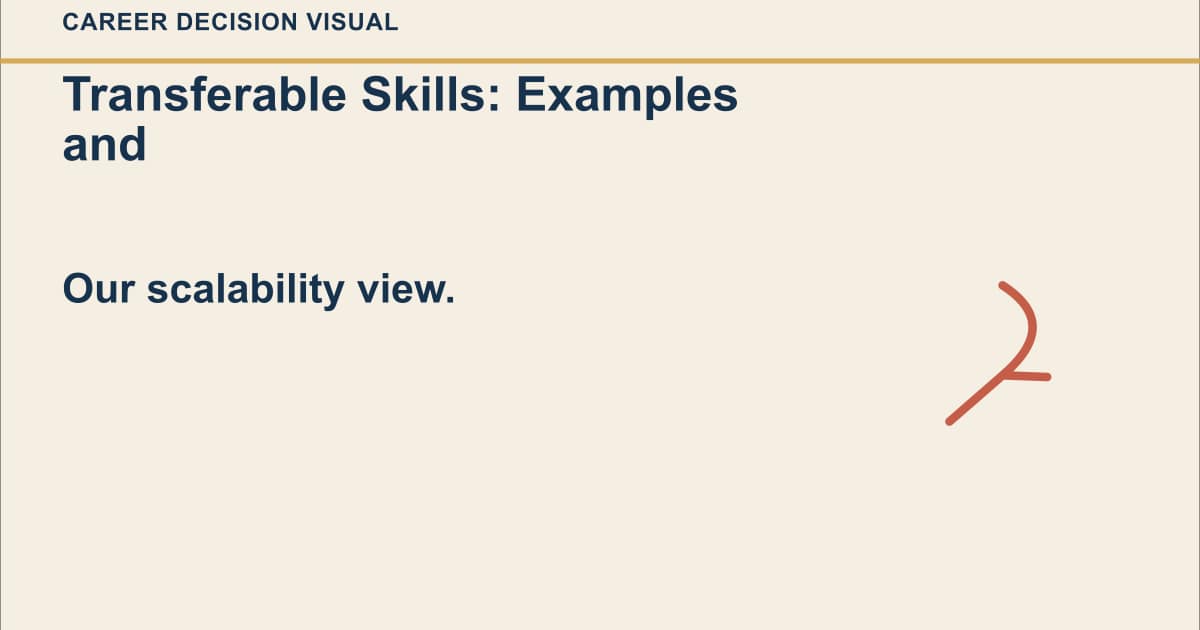 CAREER DECISION VISUAL
Transferable Skills: Examples
and
Our scalability view.